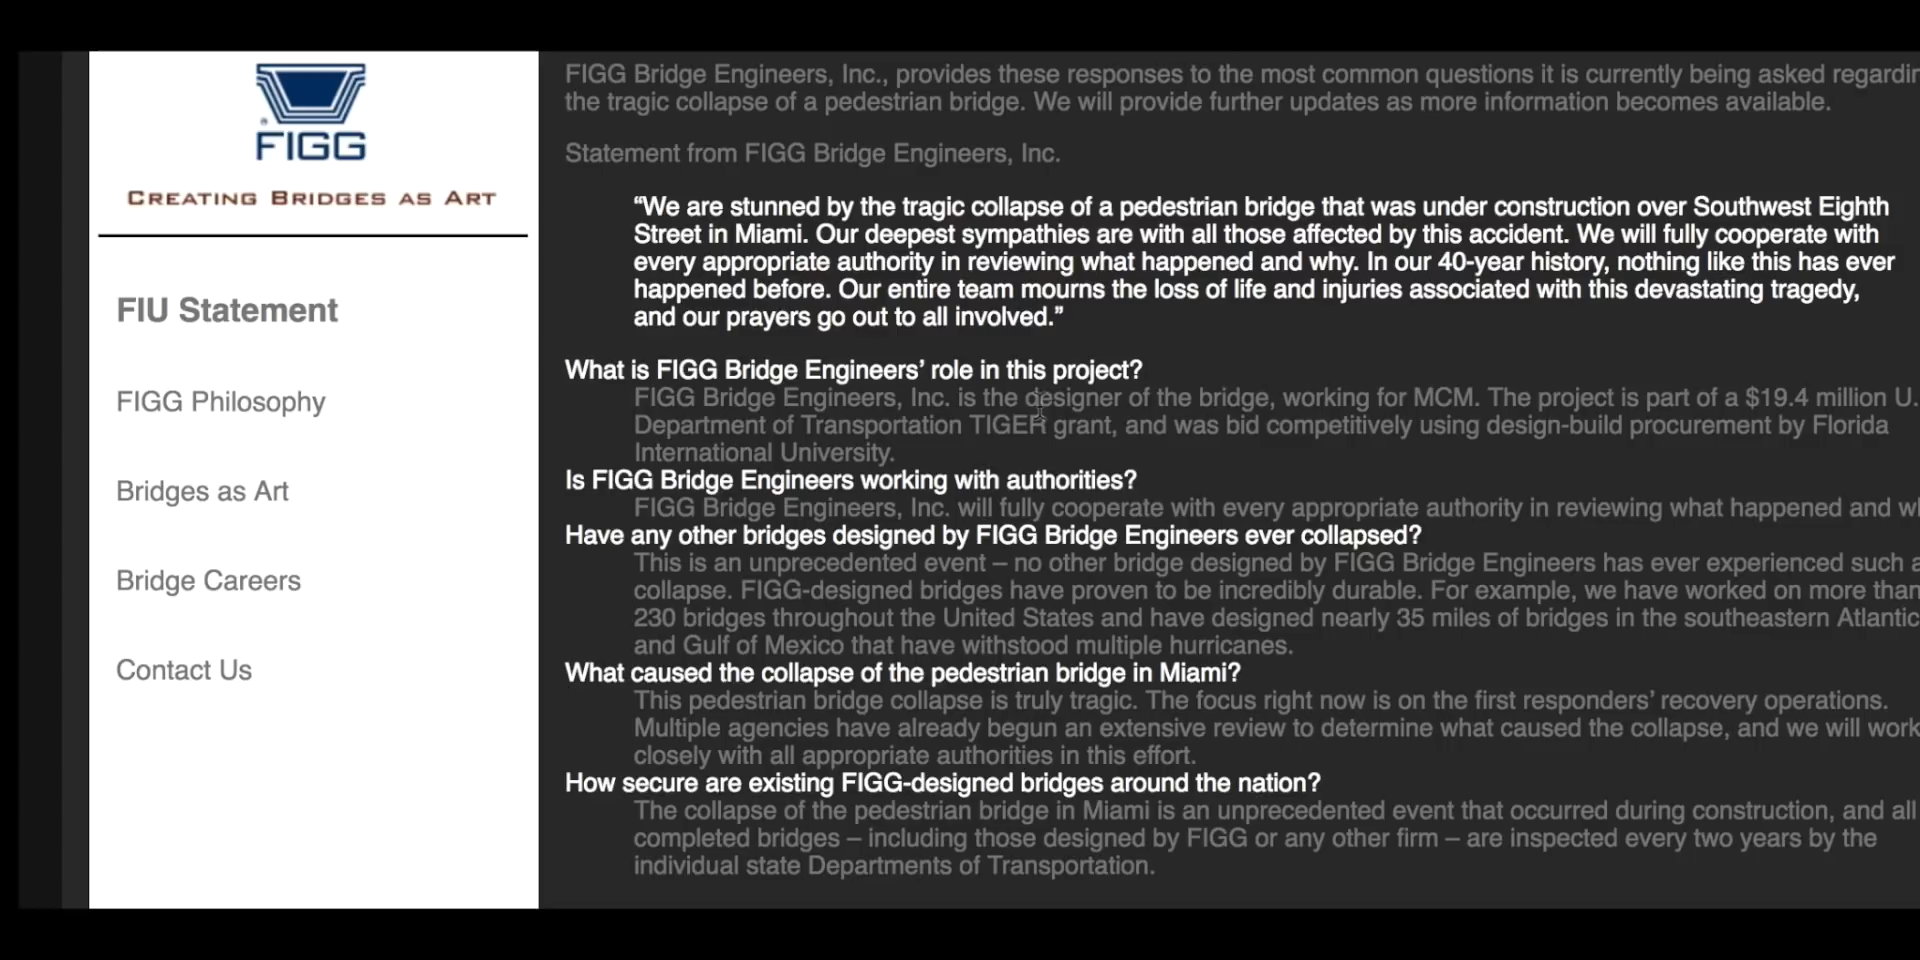 FIGG
CREATING BRIDGES AS ART
FIU Statement
FIGG Philosophy
Bridges as Art
Bridge Careers
Contact Us
FIGG Bridge Engineers, Inc., provides these responses to the most common questions it is currently being asked
the tragic collapse of a pedestrian bridge. We will provide further updates as more information becomes available.
Statement from FIGG Bridge Engineers, Inc.
“We are stunned by the tragic collapse of a pedestrian bridge that was under construction over Southwest Eighth
Street in Miami. Our deepest sympathies are with all those affected by this accident. We will fully cooperate with
every appropriate authority in reviewing what happened and why. In our 40-year history, nothing like this has ever
happened before. Our entire team mourns the loss of life and injuries associated with this devastating tragedy,
and our prayers go out to all involved.”
What is FIGG Bridge Engineers’ role in this project?
FIGG Bridge Engineers, Inc. is the designer of the bridge, working for MCM. The project is part of a $19.4 million U.
Department of Transportation TIGER grant, and was bid competitively using design-build procurement by Florida
International University.
Is FIGG Bridge Engineers working with authorities?
FIGG Bridge Engineers, Inc. will fully cooperate with every appropriate authority in reviewing what happened and
Have any other bridges designed by FIGG Bridge Engineers ever collapsed?
This is an unprecedented event – no other bridge designed by FIGG Bridge Engineers has ever experienced such a
collapse. FIGG-designed bridges have proven to be incredibly durable. For example, we have worked on more than
230 bridges throughout the United States and have designed nearly 35 miles of bridges in the southeastern Atlantic
and Gulf of Mexico that have withstood multiple hurricanes.
What caused the collapse of the pedestrian bridge in Miami?
This pedestrian bridge collapse is truly tragic. The focus right now is on the first responders’ recovery operations.
Multiple agencies have already begun an extensive review to determine what caused the collapse, and we will work
closely with all appropriate authorities in this effort.
How secure are existing FIGG-designed bridges around the nation?
The collapse of the pedestrian bridge in Miami is an unprecedented event that occurred during construction, and all
completed bridges – including those designed by FIGG or any other firm – are inspected every two years by the
individual state Departments of Transportation.